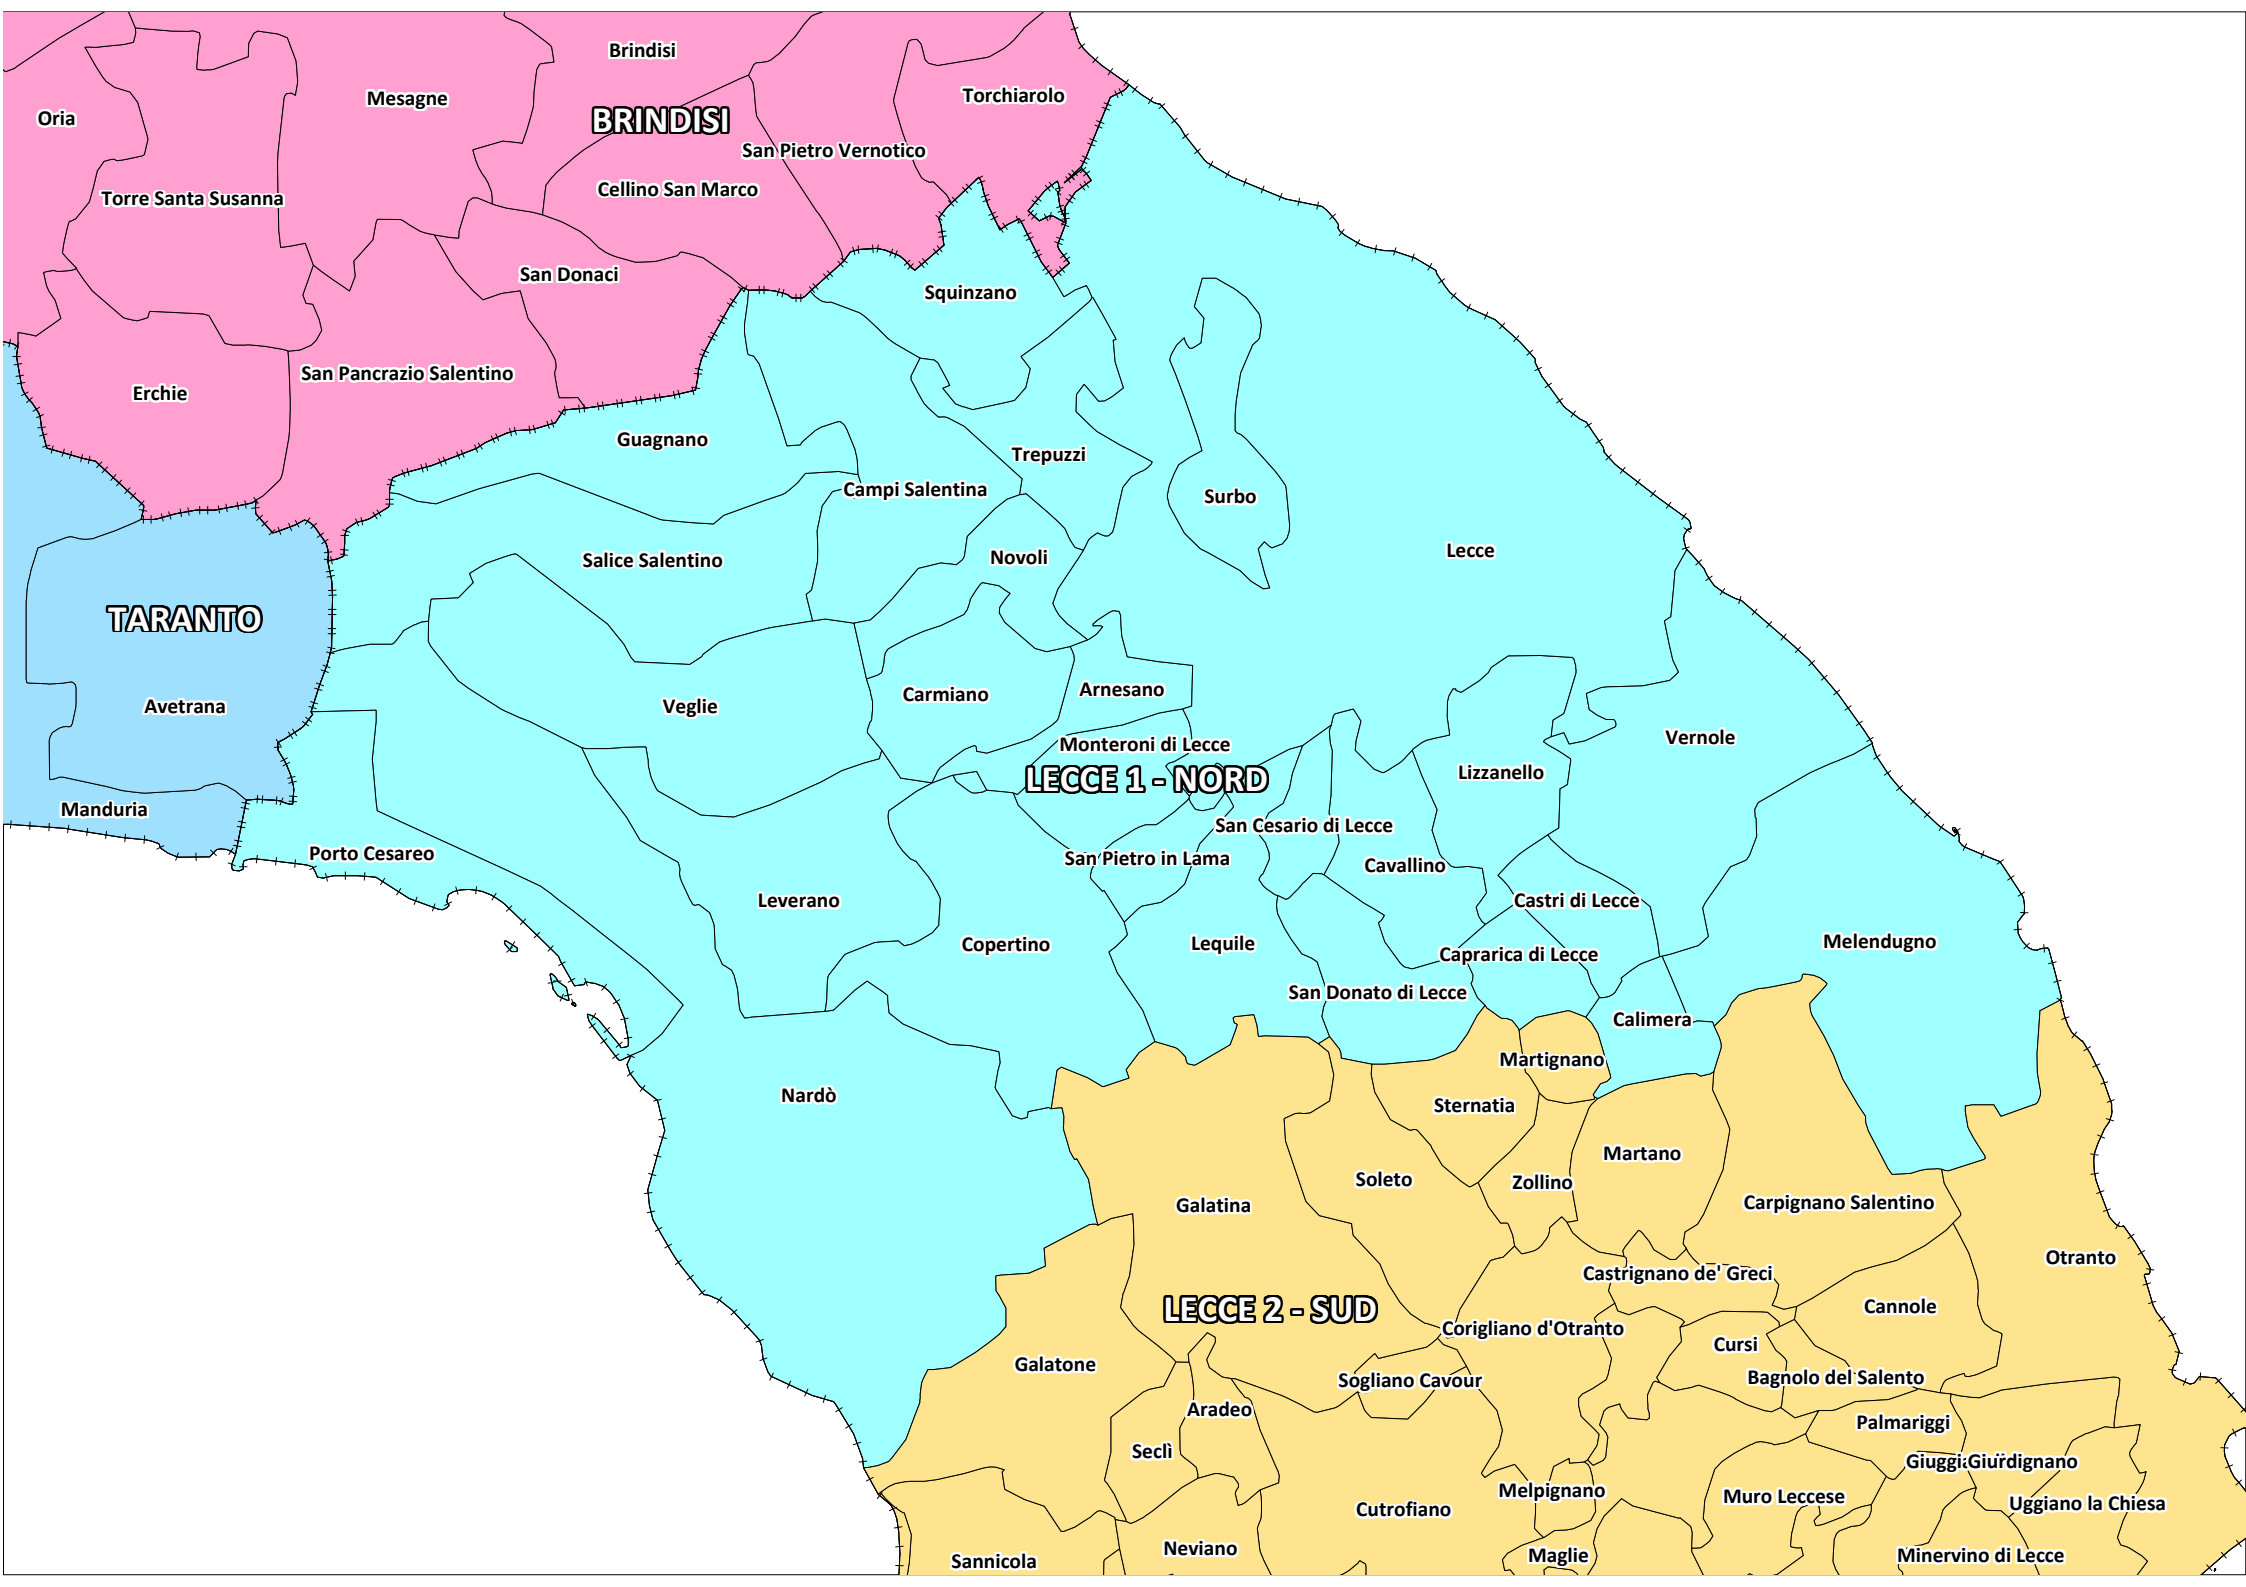 Brindisi
Mesagne
Torchiarolo
Oria
BRINDISI
San Pietro Vernotico
Cellino San Marco
Torre Santa Susanna
San Donaci
Squinzano
San Pancrazio Salentino
Erchie
Guagnano
Trepuzzi
Campi Salentina
Surbo
Lecce
Novoli
Salice Salentino
TARANTO
Arnesano
Carmiano
Avetrana
Veglie
Vernole
Monteroni di Lecce
Lizzanello
LECCE 1 - NORD
Manduria
San Cesario di Lecce
Porto Cesareo
San Pietro in Lama
Cavallino
Leverano
Castri di Lecce
Copertino
Lequile
Melendugno
Caprarica di Lecce
San Donato di Lecce
Calimera
Martignano
Nardò
Sternatia
Martano
Soleto
Zollino
Galatina
Carpignano Salentino
Otranto
Castrignano de' Greci
LECCE 2 - SUD
Cannole
Corigliano d'Otranto
Cursi
Galatone
Bagnolo del Salento
Sogliano Cavour
Aradeo
Palmariggi
Seclì
Giurdignano
Melpignano
Muro Leccese
Uggiano la Chiesa
Cutrofiano
Neviano
Maglie
Minervino di Lecce
Sannicola